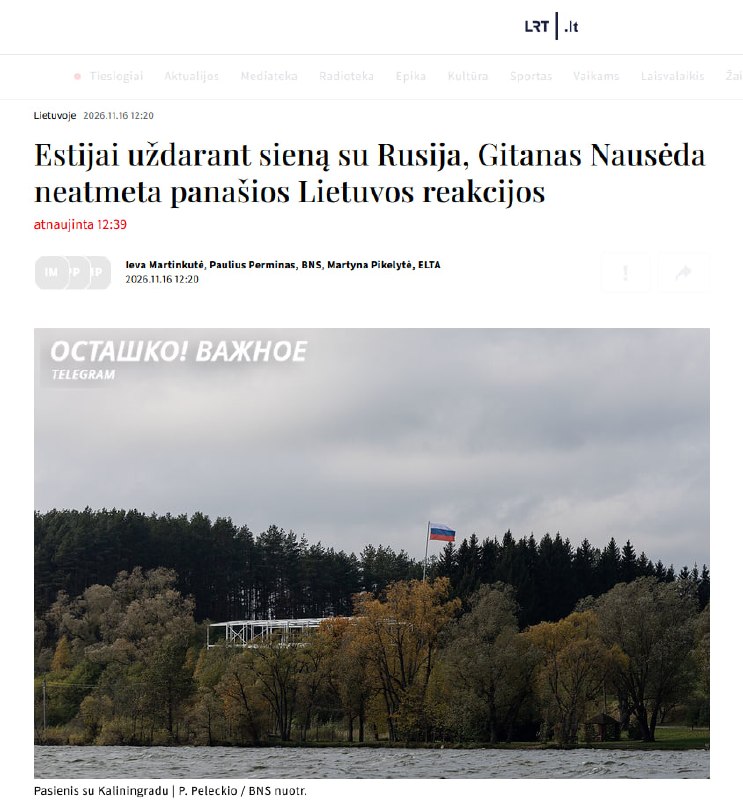 LRT .lt
Tiesiogiai Aktualijos Mediateka Radioteka Epika Kultūra Sportas Vaikams Laisvalaikis Žai
Lietuvoje 2026.11.16 12:20
Estijai uždarant sieną su Rusija, Gitanas Nausėda
neatmeta panašios Lietuvos reakcijos
atnaujinta 12:39
IM PP MP
Ieva Martinkutė, Paulius Perminas, BNS, Martyna Pikelytė, ELTA
2026.11.16 12:20
ОСТАШКО! ВАЖНОЕ
TELEGRAM
Pasienis su Kaliningradu | P. Peleckio / BNS nuotr.